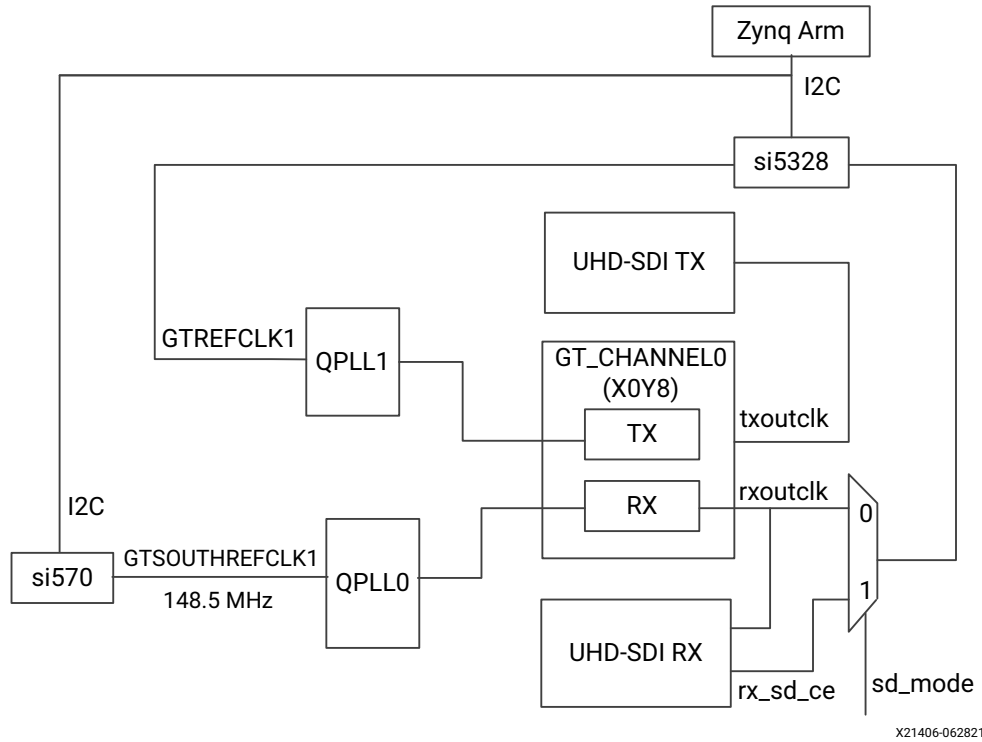 Zynq Arm
I2C
si5328
UHD-SDI TX
GTREFCLK1
QPLL1
GT_CHANNEL0
(X0Y8)
TX
txoutclk
I2C
RX
rxoutclk
0
si570
GTSOUTHREFCLK1
148.5 MHz
QPLL0
1
UHD-SDI RX
rx_sd_ce
sd_mode
X21406-062821